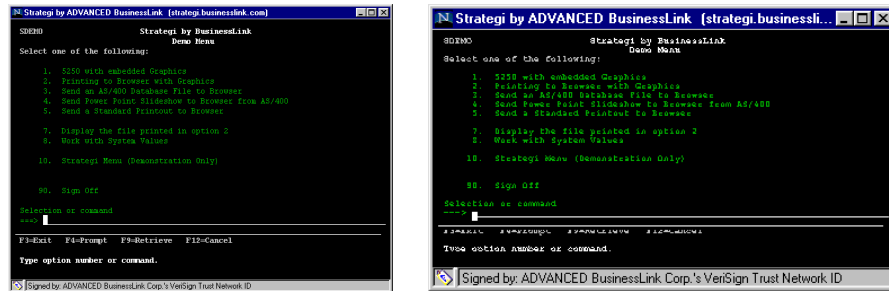 Strategi by ADVANCED BusinessLink (strategi.businesslink.com)
SDEMO Strategi by BusinessLink
Demo Menu
Select one of the following:
1. 5250 with embedded Graphics
2. Printing to Browser with Graphics
3. Send an AS/400 Database File to Browser
4. Send Power Point Slideshow to Browser from AS/400
5. Send a Standard Printout to Browser
7. Display the file printed in option 2
8. Work with System Values
10. Strategi Menu (Demonstration Only)
90. Sign Off
Selection or command
===>
F3=Exit F4=Prompt F9=Retrieve F12=Cancel
Type option number or command.
Signed by: ADVANCED BusinessLink Corp.'s VeriSign Trust Network ID
Strategi by ADVANCED BusinessLink (strategi.businessli...
SDEMO Strategi by BusinessLink
Demo Menu
Select one of the following:
1. 5250 with embedded Graphics
2. Printing to Browser with Graphics
3. Send an AS/400 Database File to Browser
4. Send Power Point Slideshow to Browser from AS/400
5. Send a Standard Printout to Browser
7. Display the file printed in option 2
8. Work with System Values
10. Strategi Menu (Demonstration Only)
90. Sign Off
Selection or command
--->
F3=Exit F4=Prompt F9=Retrieve F12=Cancel
Type option number or command.
Signed by: ADVANCED BusinessLink Corp.'s VeriSign Trust Network ID